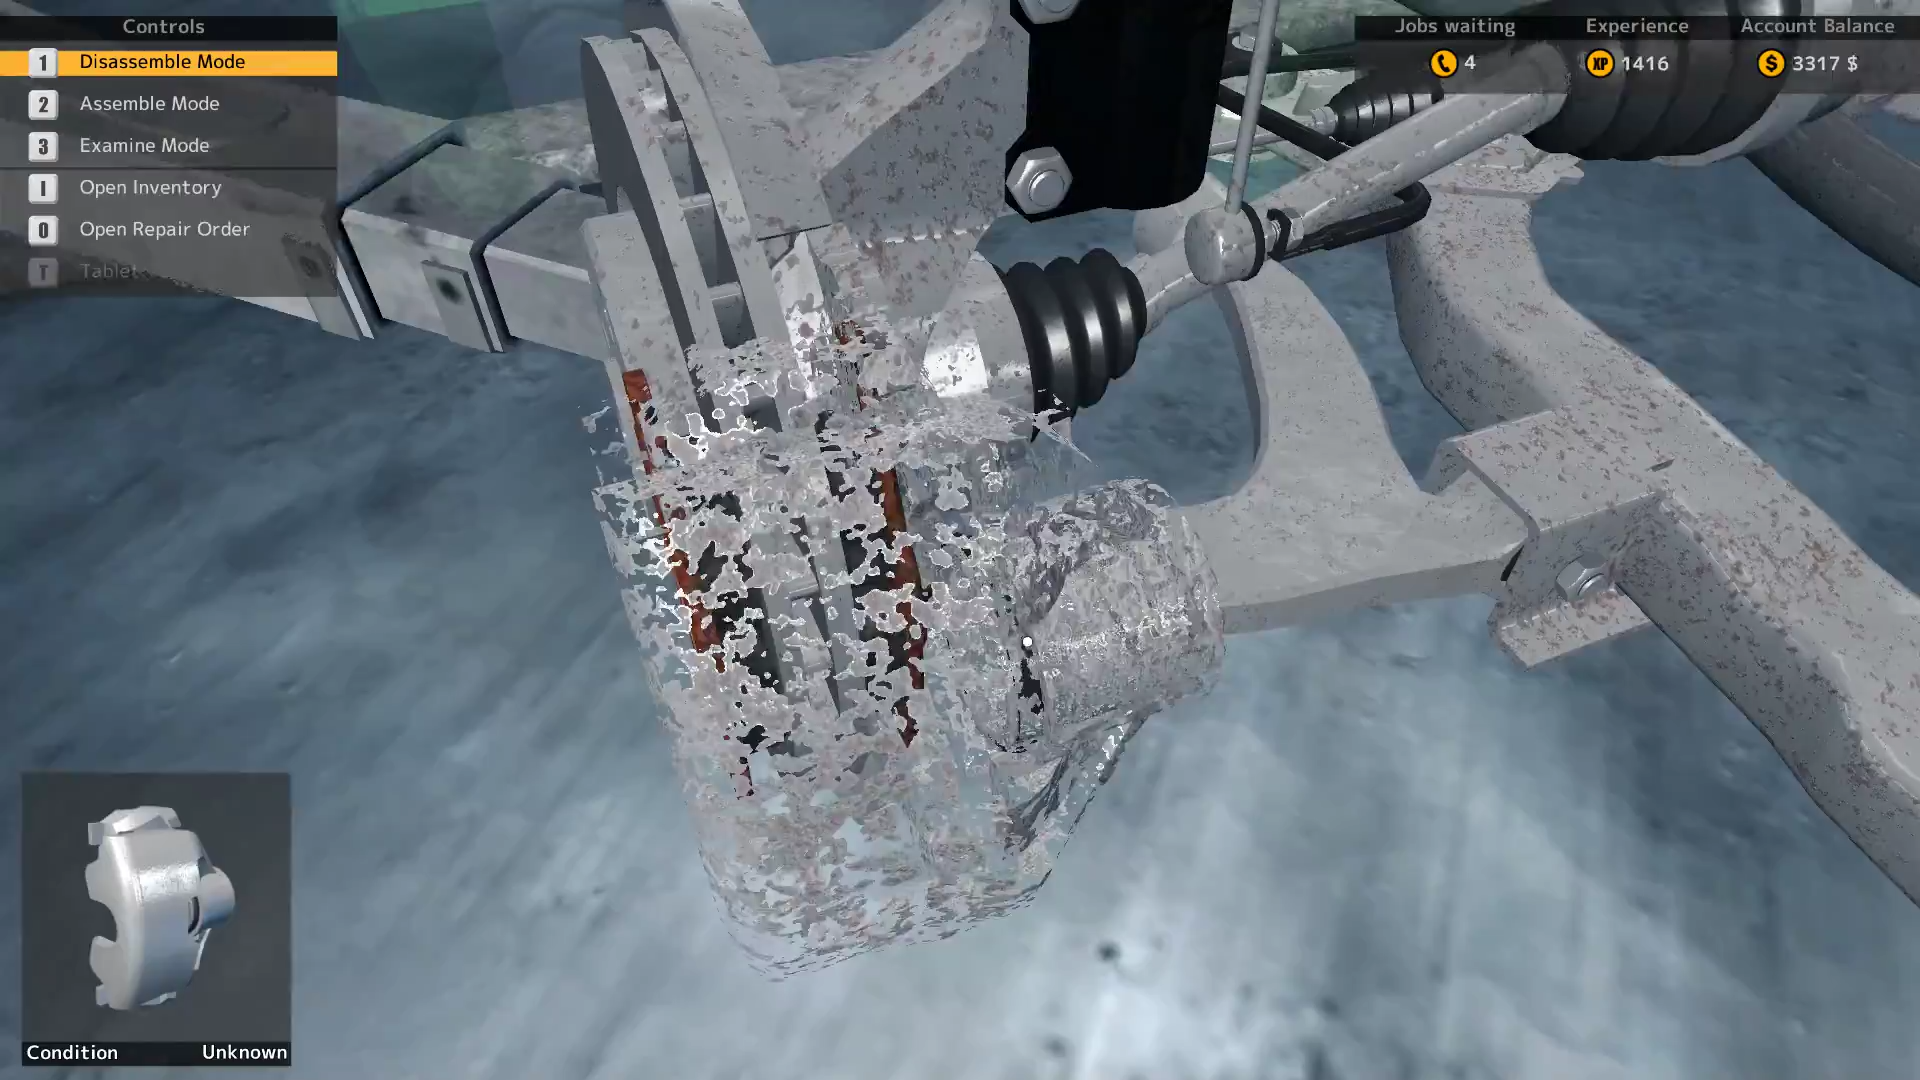 Controls
1 Disassemble Mode
2 Assemble Mode
3 Examine Mode
I Open Inventory
O Open Repair Order
T Tablet
Jobs waiting Experience Account Balance
4 XP 1416 $ 3317 $
Condition Unknown